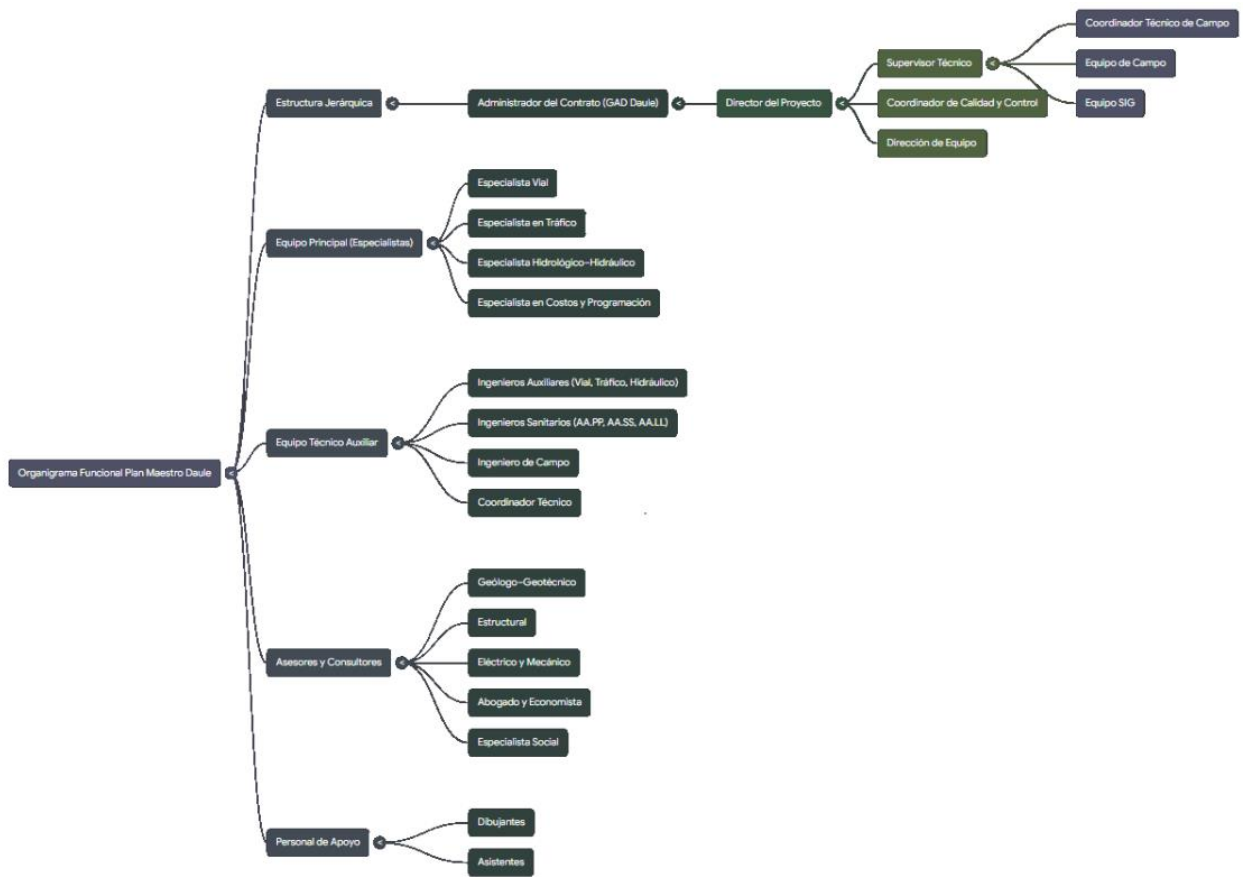 Organigrama Funcional Plan Maestro Daule
Estructura Jerárquica
Administrador del Contrato (GAD Daule)
Director del Proyecto
Supervisor Técnico
Coordinador Técnico de Campo
Equipo de Campo
Equipo SIG
Coordinador de Calidad y Control
Dirección de Equipo
Equipo Principal (Especialistas)
Especialista Vial
Especialista en Tráfico
Especialista Hidrológico–Hidráulico
Especialista en Costos y Programación
Equipo Técnico Auxiliar
Ingenieros Auxiliares (Vial, Tráfico, Hidráulico)
Ingenieros Sanitarios (AA.PP, AA.SS, AA.LL)
Ingeniero de Campo
Coordinador Técnico
Asesores y Consultores
Geólogo–Geotécnico
Estructural
Eléctrico y Mecánico
Abogado y Economista
Especialista Social
Personal de Apoyo
Dibujantes
Asistentes